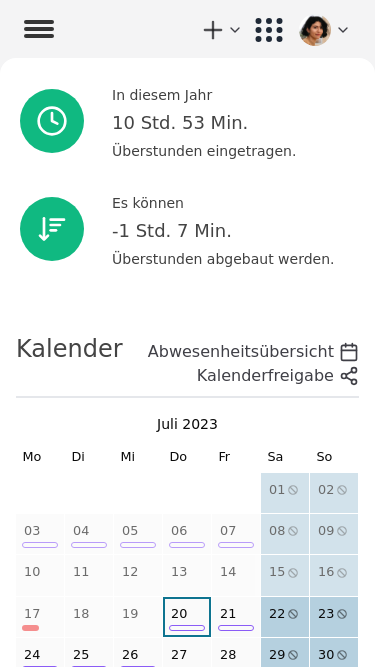 In diesem Jahr
10 Std. 53 Min.
Überstunden eingetragen.
Es können
-1 Std. 7 Min.
Überstunden abgebaut werden.
Kalender
Abwesenheitsübersicht
Kalenderfreigabe
Juli 2023
Mo Di Mi Do Fr Sa So
01 02
03 04 05 06 07 08 09
10 11 12 13 14 15 16
17 18 19 20 21 22 23
24 25 26 27 28 29 30